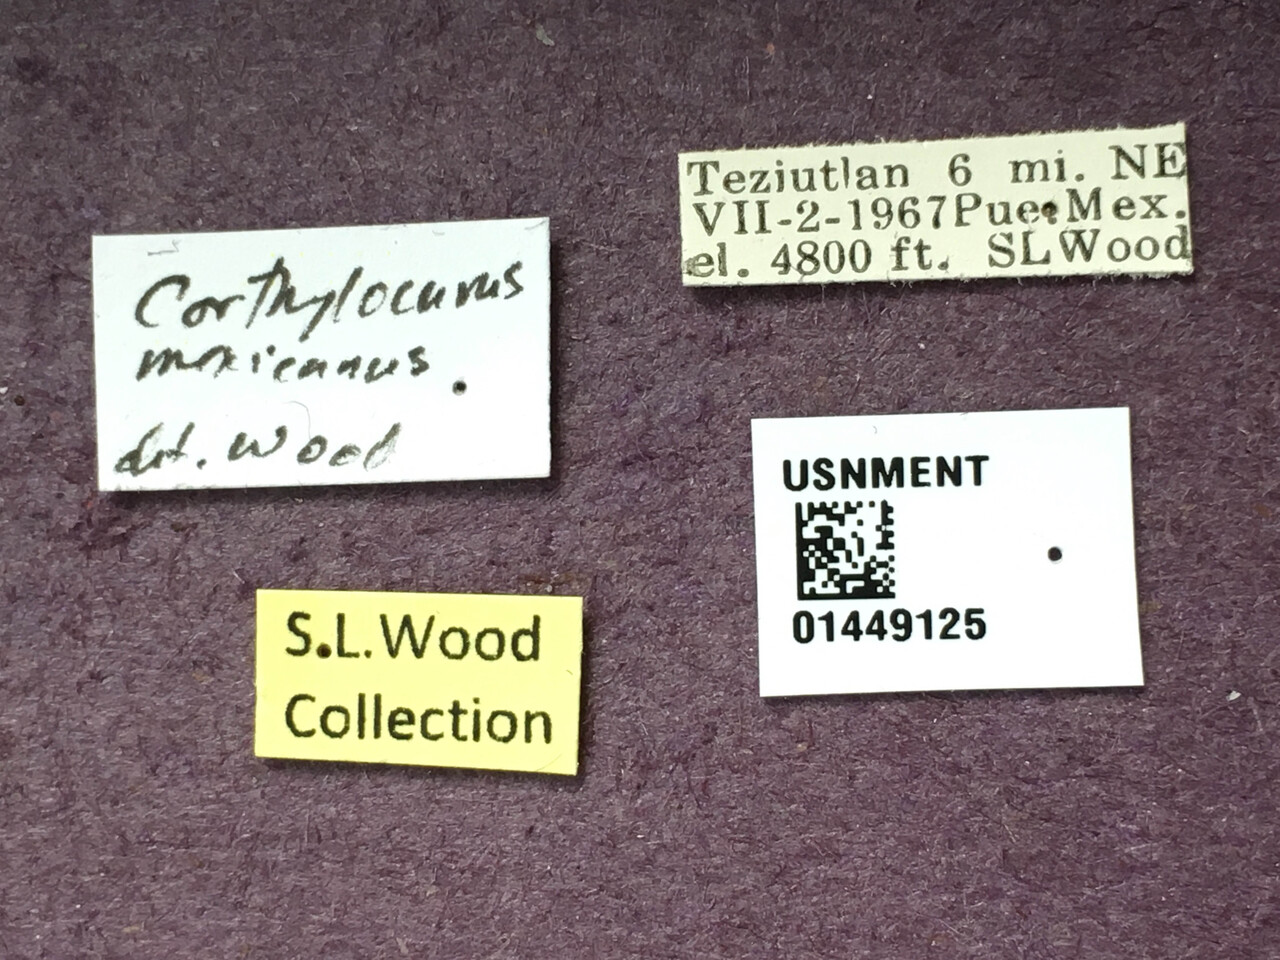 Teziutlan 6 mi. NE
VII-2-1967 Pue. Mex.
el. 4800 ft. SLWood
Corthylocurus
mexicanus
det. Wood
USNMENT
01449125
S.L.Wood
Collection